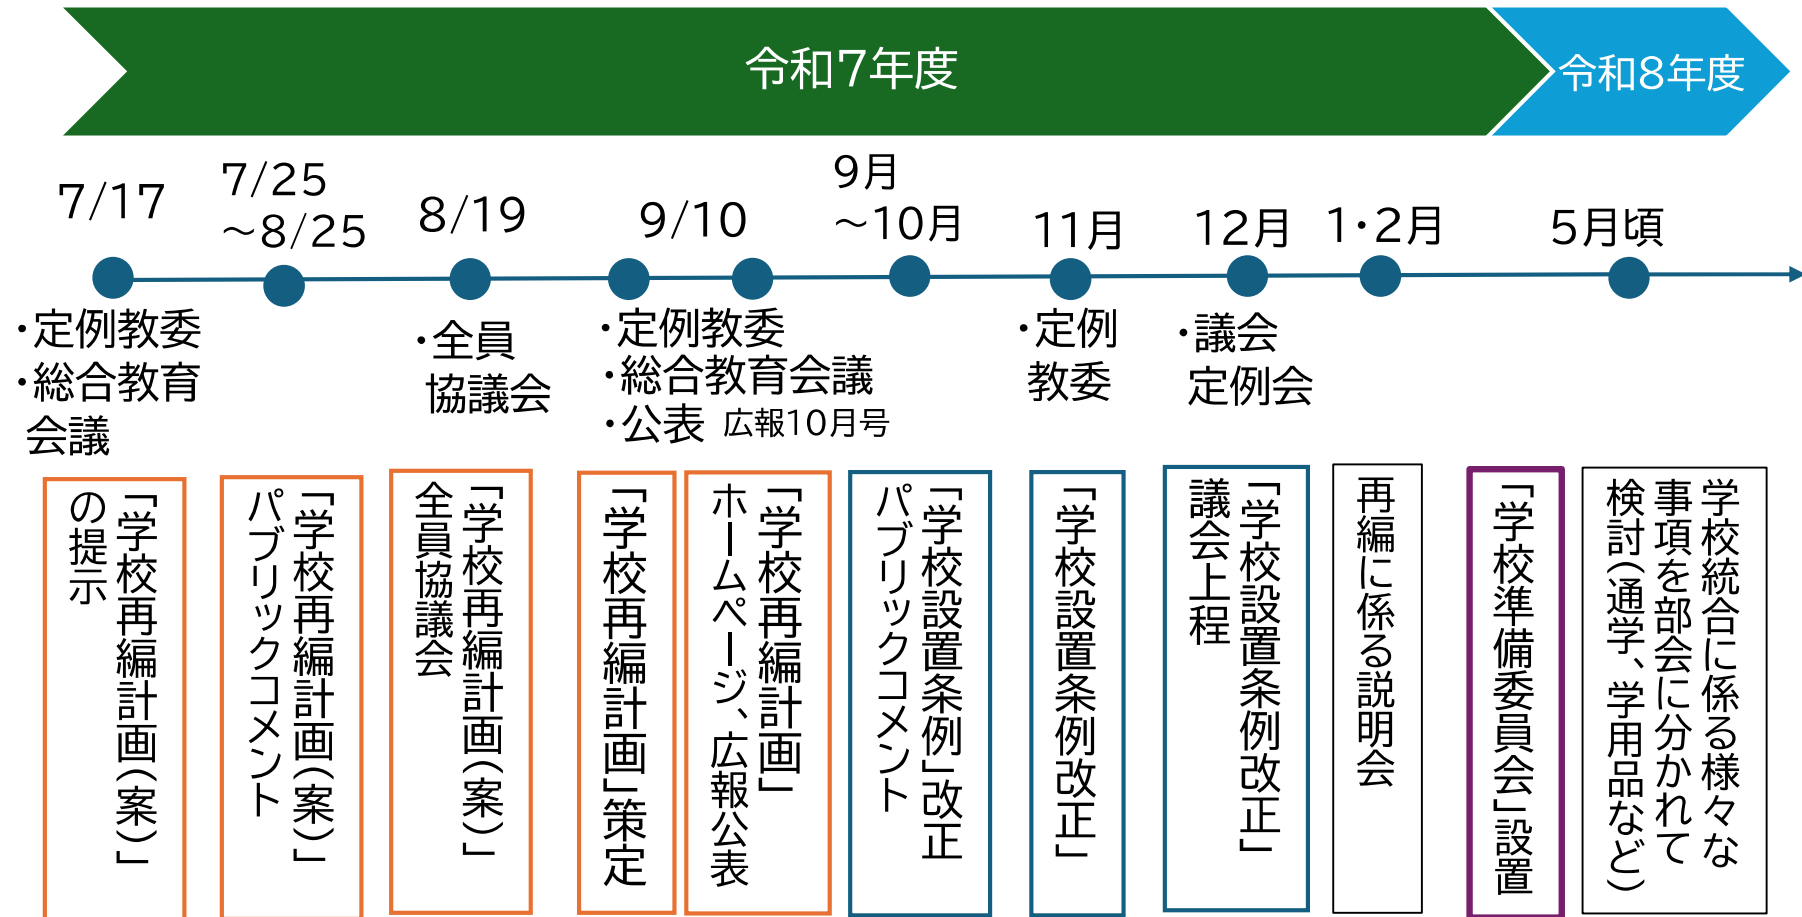 令和7年度
令和8年度
7/17
7/25
～8/25
8/19
9/10
9月
～10月
11月
12月
1・2月
5月頃
・定例教委
・総合教育
会議
・全員
協議会
・定例教委
・総合教育会議
・公表 広報10月号
・定例
教委
・議会
定例会
「学校再編計画（案）」
の提示
「学校再編計画（案）」
パブリックコメント
「学校再編計画（案）」
全員協議会
「学校再編計画」策定
「学校再編計画」
ホームページ、広報公表
「学校設置条例」改正
パブリックコメント
「学校設置条例改正」
「学校設置条例改正」
議会上程
再編に係る説明会
「学校準備委員会」設置
学校統合に係る様々な
事項を部会に分かれて
検討（通学、学用品など）